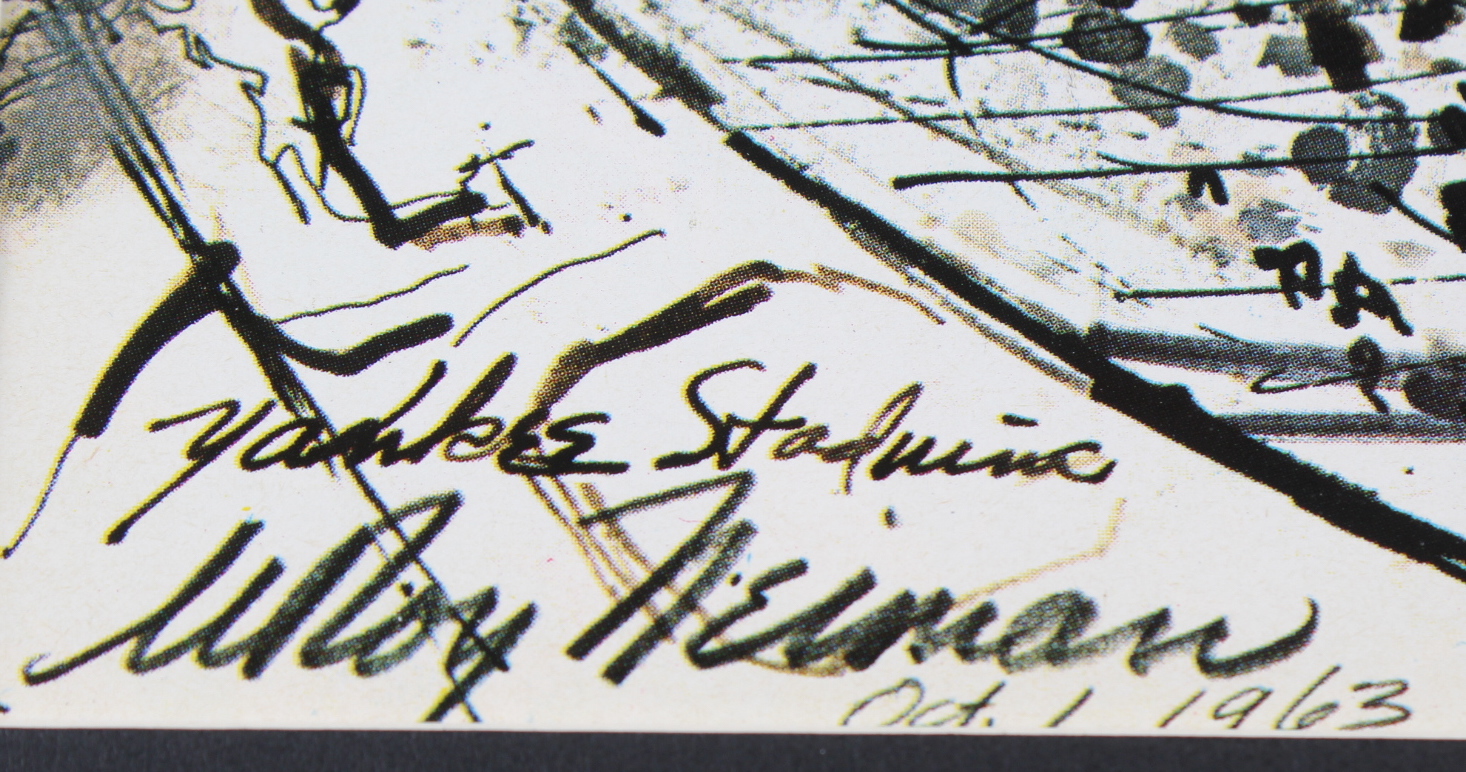 Yankee Stadium
LeRoy Neiman
Oct. 1 1963